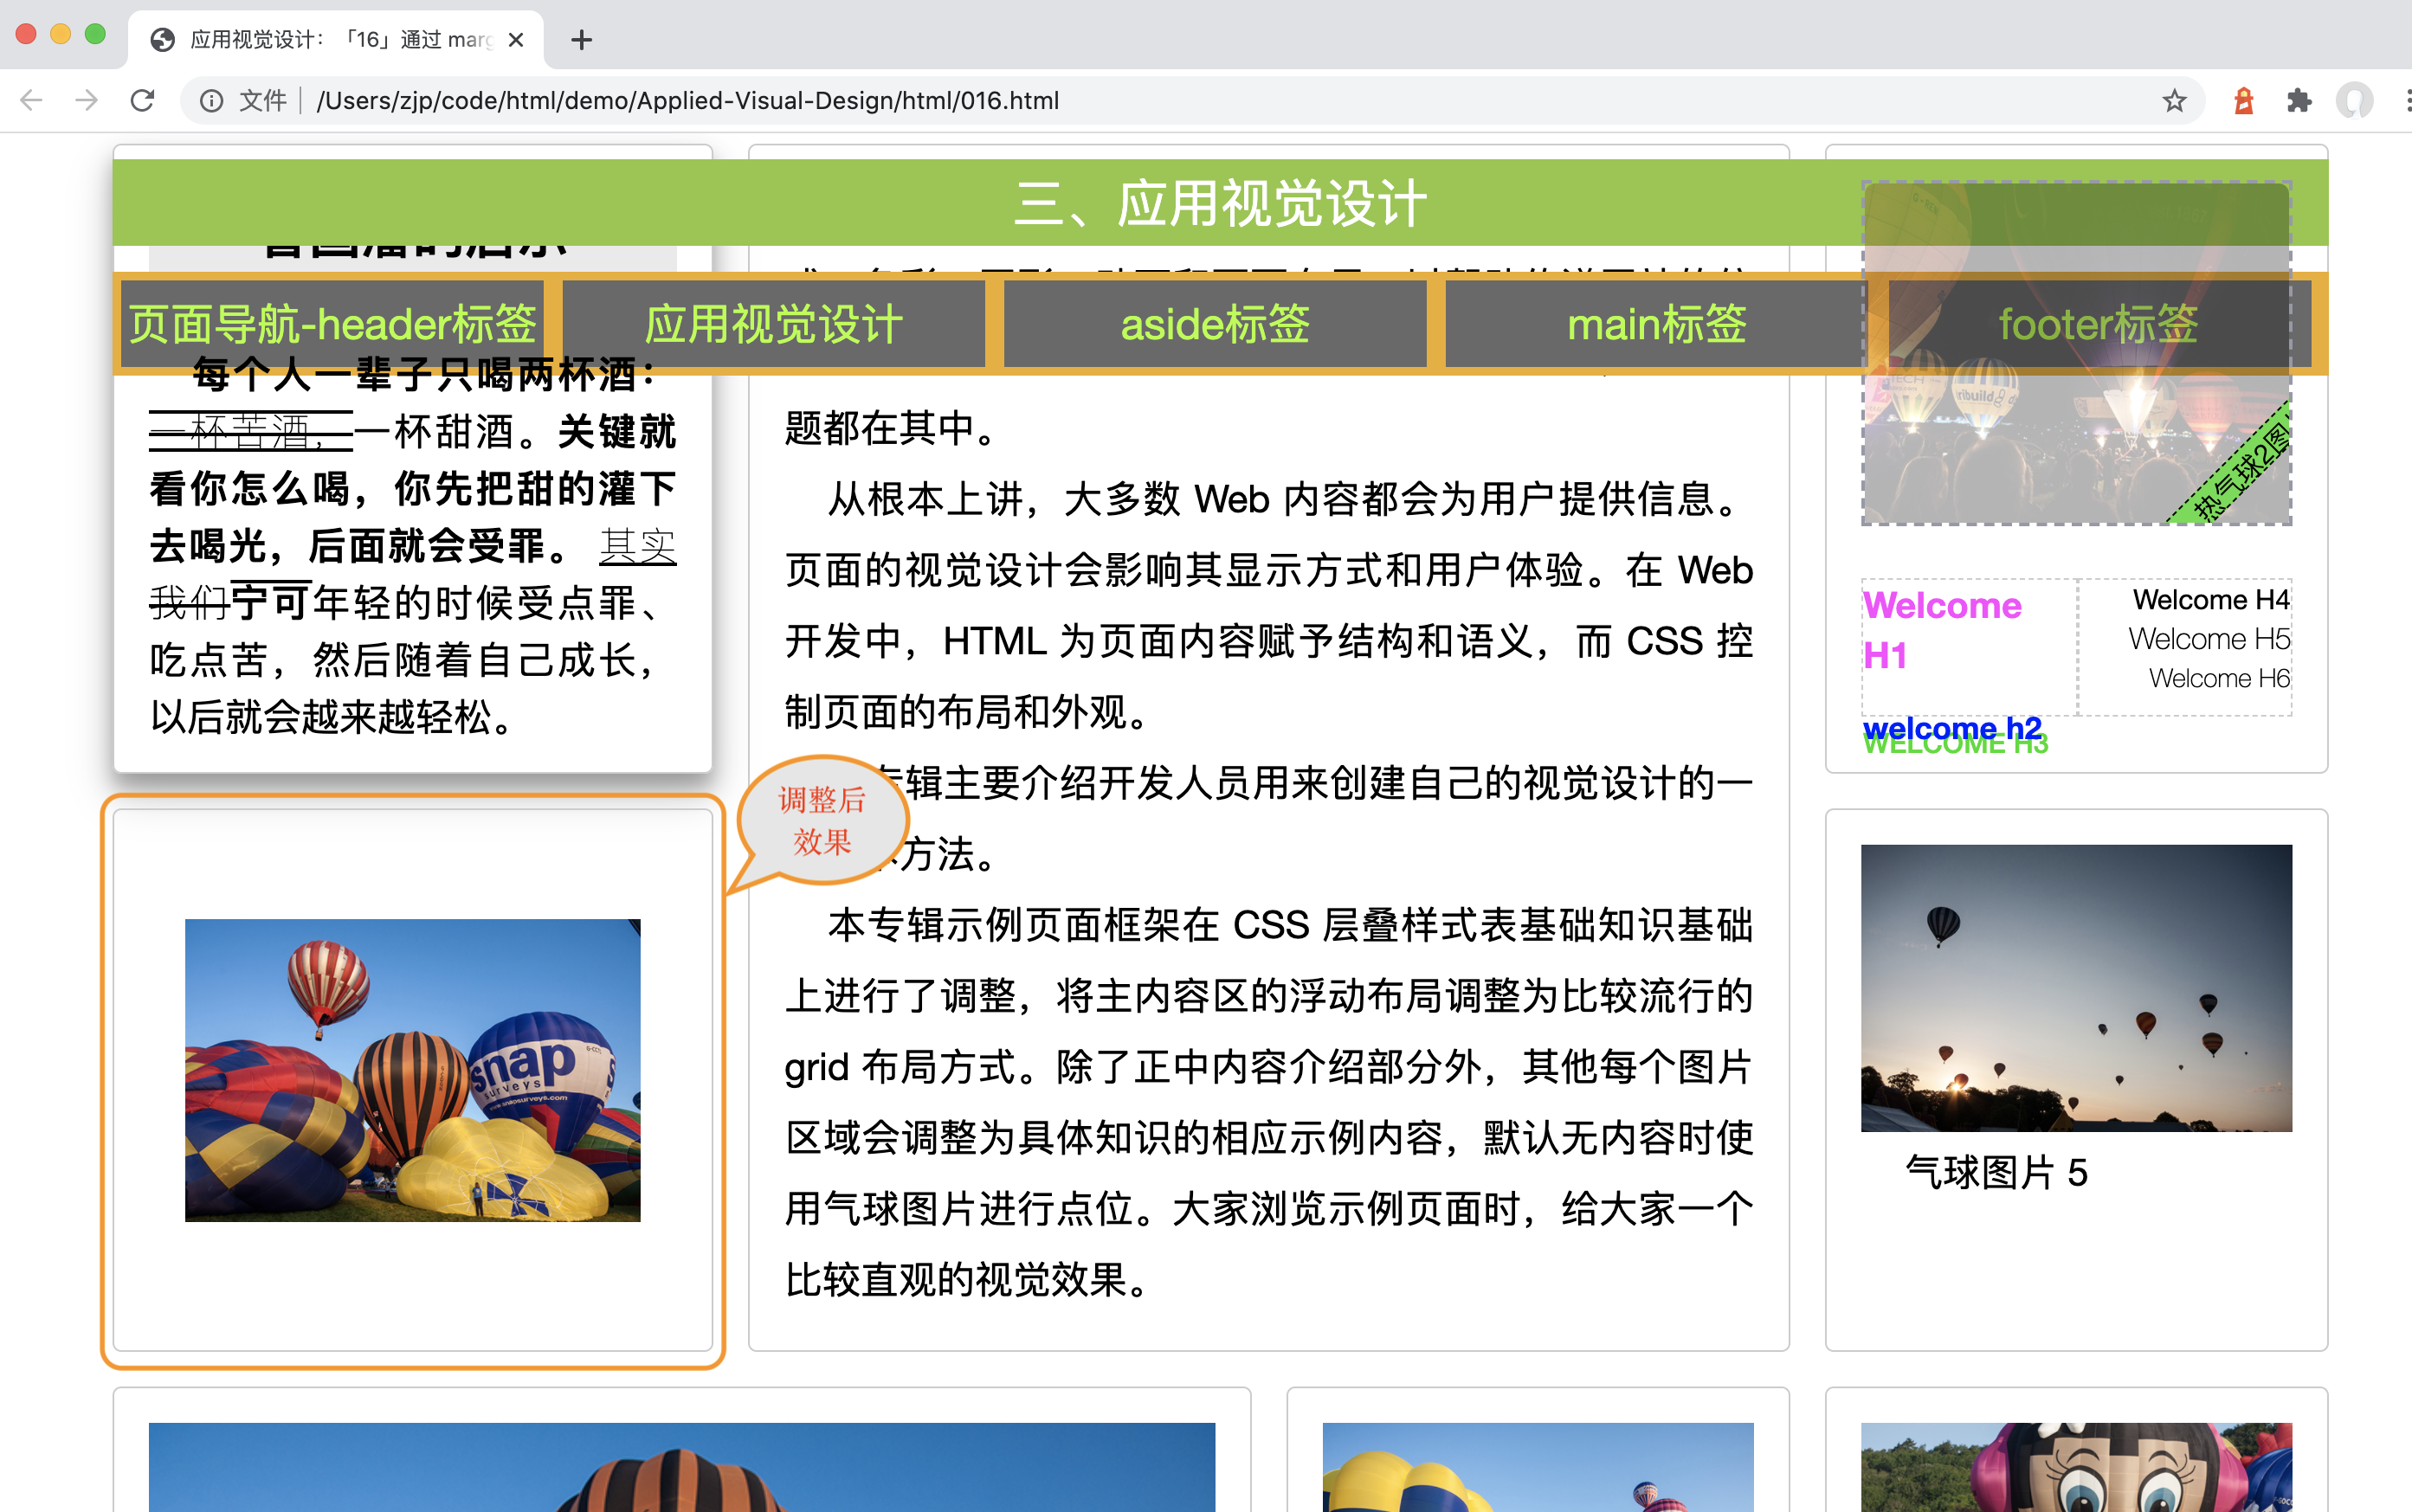 应用视觉设计：「16」通过 marg
文件
/Users/zjp/code/html/demo/Applied-Visual-Design/html/016.html
三、应用视觉设计
页面导航-header标签
应用视觉设计
aside标签
main标签
footer标签
每个人一辈子只喝两杯酒：
一杯苦酒，一杯甜酒。关键就
看你怎么喝，你先把甜的灌下
去喝光，后面就会受罪。其实
我们宁可年轻的时候受点罪、
吃点苦，然后随着自己成长，
以后就会越来越轻松。
调整后
效果
snap
surveys
www.snapsurveys.com
题都在其中。
从根本上讲，大多数 Web 内容都会为用户提供信息。
页面的视觉设计会影响其显示方式和用户体验。在 Web
开发中，HTML 为页面内容赋予结构和语义，而 CSS 控
制页面的布局和外观。
专辑主要介绍开发人员用来创建自己的视觉设计的一
方法。
本专辑示例页面框架在 CSS 层叠样式表基础知识基础
上进行了调整，将主内容区的浮动布局调整为比较流行的
grid 布局方式。除了正中内容介绍部分外，其他每个图片
区域会调整为具体知识的相应示例内容，默认无内容时使
用气球图片进行点位。大家浏览示例页面时，给大家一个
比较直观的视觉效果。
ribuild
热气球2图
Welcome
H1
welcome h2
WELCOME H3
Welcome H4
Welcome H5
Welcome H6
气球图片 5